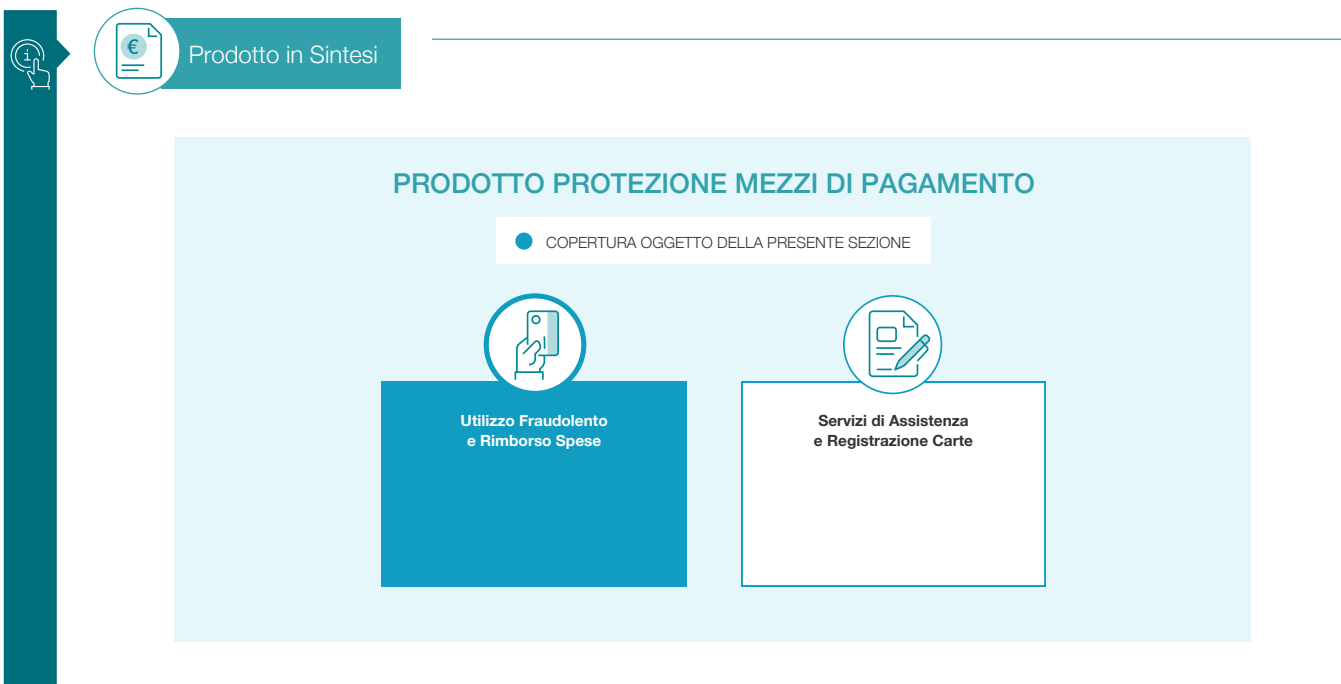 Prodotto in Sintesi
PRODOTTO PROTEZIONE MEZZI DI PAGAMENTO
COPERTURA OGGETTO DELLA PRESENTE SEZIONE
Utilizzo Fraudolento
e Rimborso Spese
Servizi di Assistenza
e Registrazione Carte